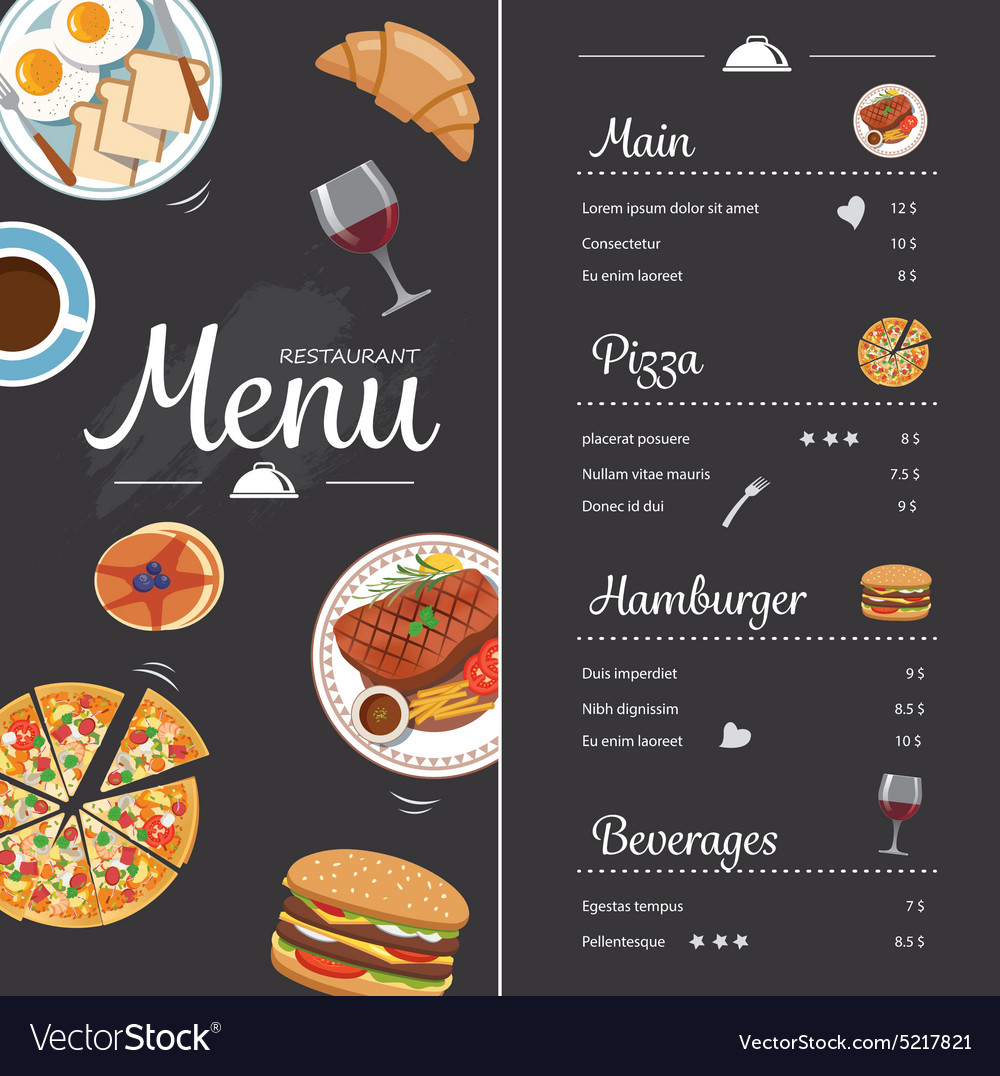 RESTAURANT
Menu
Main
Lorem ipsum dolor sit amet 12 $
Consectetur 10 $
Eu enim laoreet 8 $
Pizza
placerat posuere 8 $
Nullam vitae mauris 7.5 $
Donec id dui 9 $
Hamburger
Duis imperdiet 9 $
Nibh dignissim 8.5 $
Eu enim laoreet 10 $
Beverages
Egestas tempus 7 $
Pellentesque 8.5 $
VectorStock®
VectorStock.com/5217821